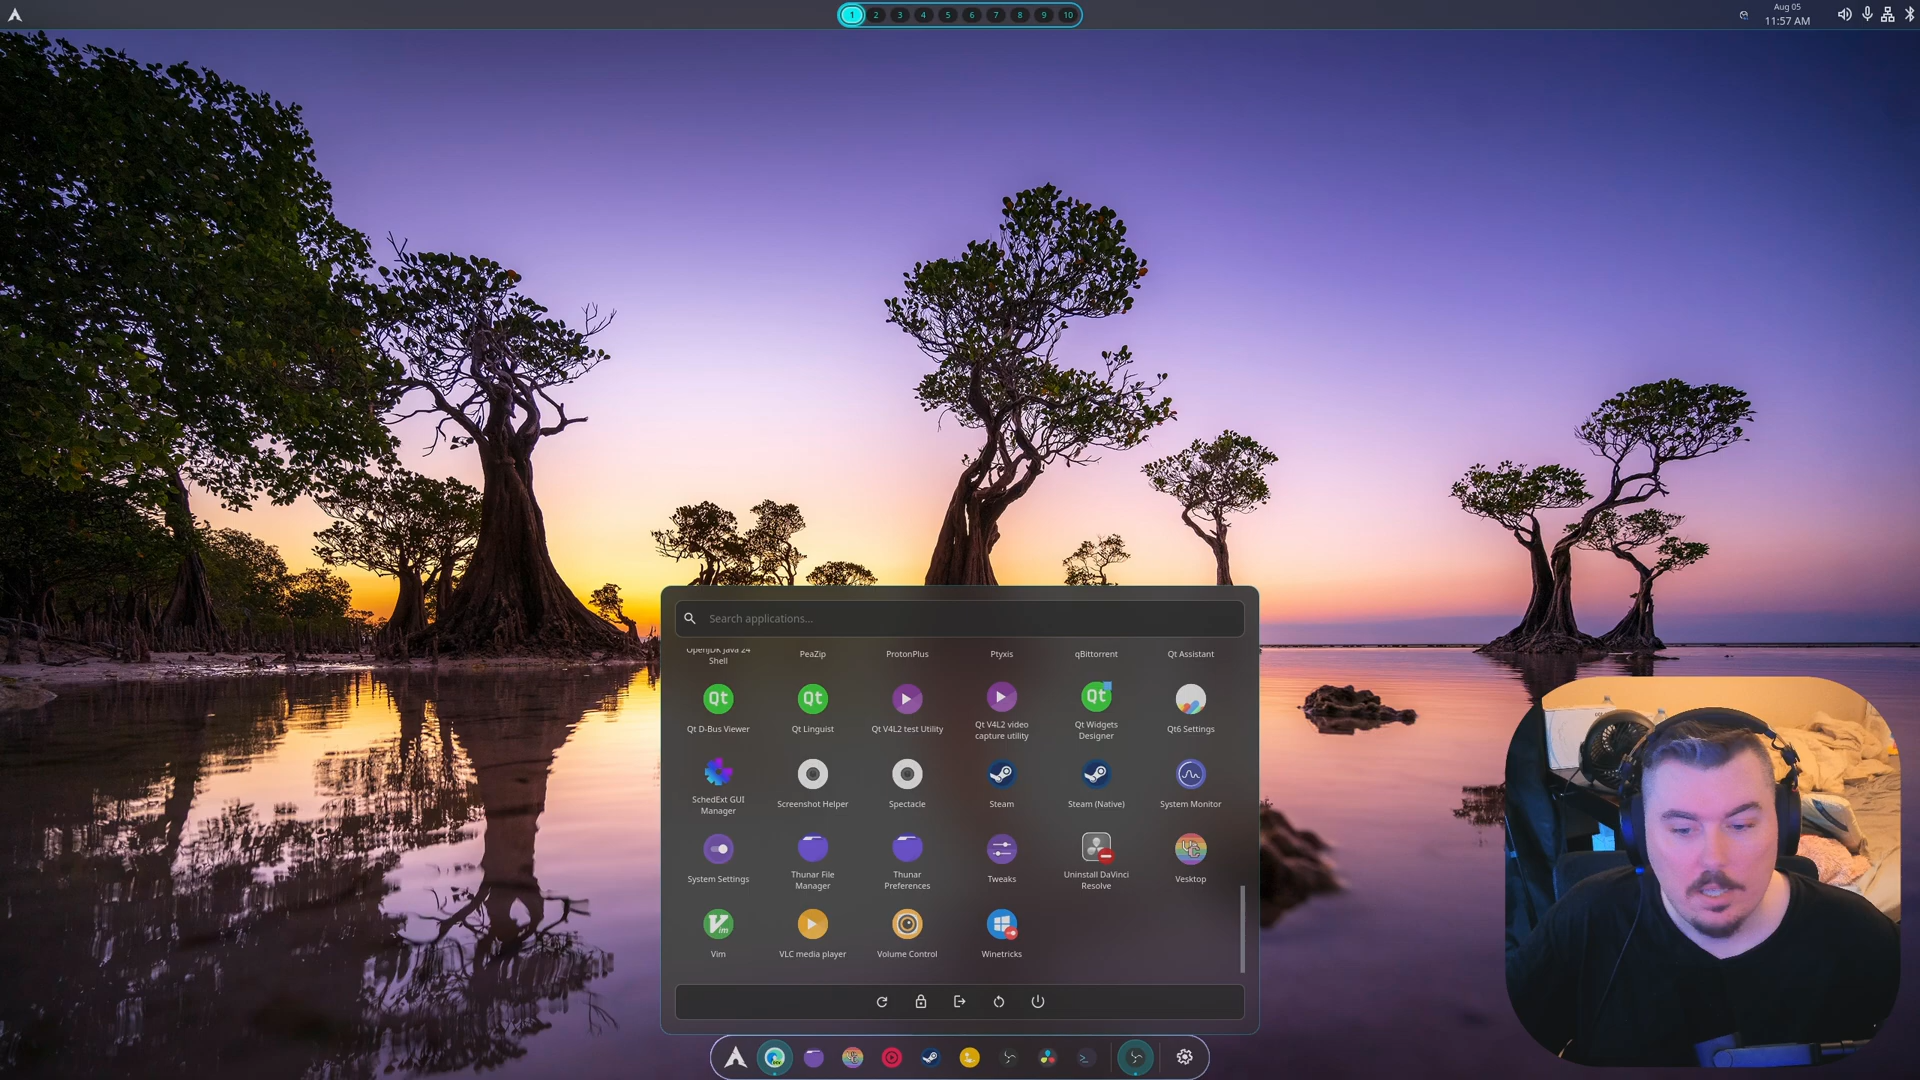 1 2 3 4 5 6 7 8 9 10
Aug 05
11:57 AM
Search applications...
OpenJDK Java 24
Shell
PeaZip
ProtonPlus
Ptyxis
qBittorrent
Qt Assistant
Qt D-Bus Viewer
Qt Linguist
Qt V4L2 test Utility
Qt V4L2 video
capture utility
Qt Widgets
Designer
Qt6 Settings
SchedExt GUI
Manager
Screenshot Helper
Spectacle
Steam
Steam (Native)
System Monitor
System Settings
Thunar File
Manager
Thunar
Preferences
Tweaks
Uninstall DaVinci
Resolve
Vesktop
Vim
VLC media player
Volume Control
Winetricks